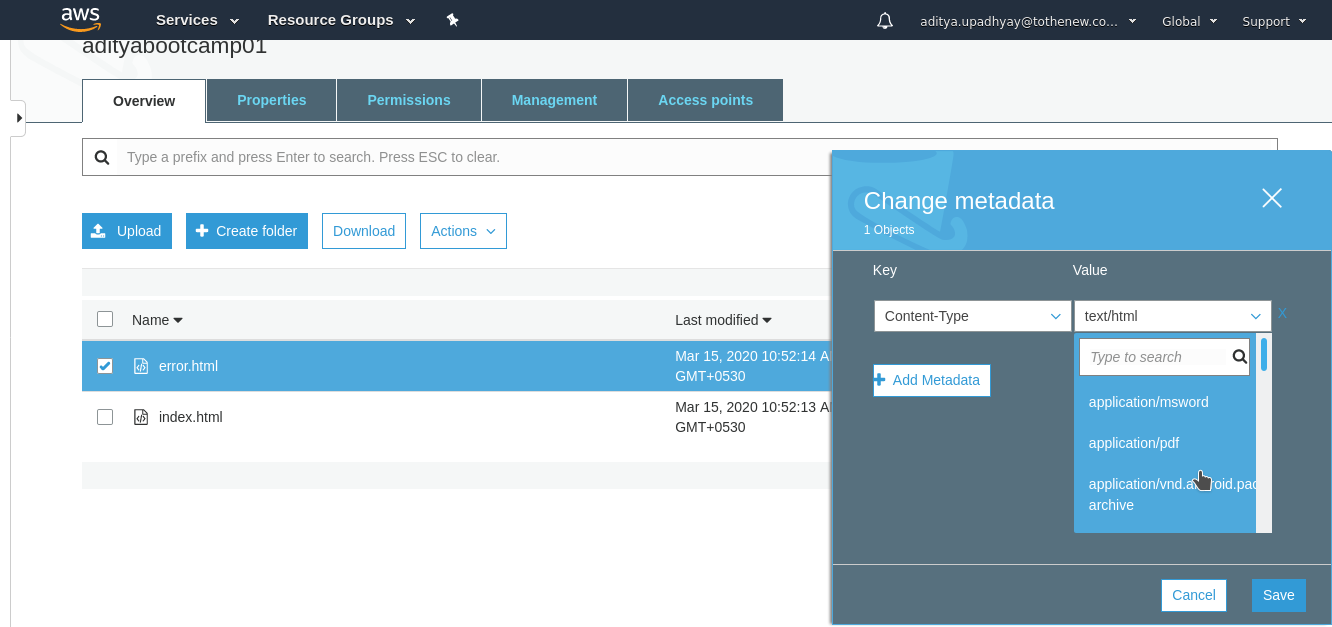 aws
Services
Resource Groups
aditya.upadhyay@tothenew.co...
Global
Support
adityabootcamp01
Overview
Properties
Permissions
Management
Access points
Type a prefix and press Enter to search. Press ESC to clear.
Upload
Create folder
Download
Actions
Name
Last modified
error.html
Mar 15, 2020 10:52:14 A
GMT+0530
index.html
Mar 15, 2020 10:52:13 A
GMT+0530
Change metadata
1 Objects
Key
Value
Content-Type
text/html
X
Type to search
Add Metadata
application/msword
application/pdf
application/vnd.android.pac
archive
Cancel
Save